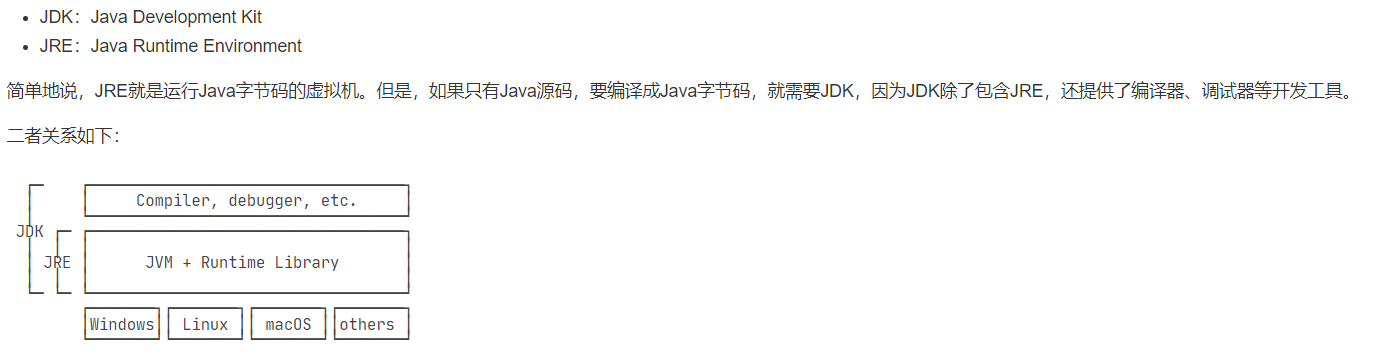 JDK：Java Development Kit
JRE：Java Runtime Environment
简单地说，JRE就是运行Java字节码的虚拟机。但是，如果只有Java源码，要编译成Java字节码，就需要JDK，因为JDK除了包含JRE，还提供了编译器、调试器等开发工具。
二者关系如下：
Compiler, debugger, etc.
JDK
JRE JVM + Runtime Library
Windows Linux macOS others